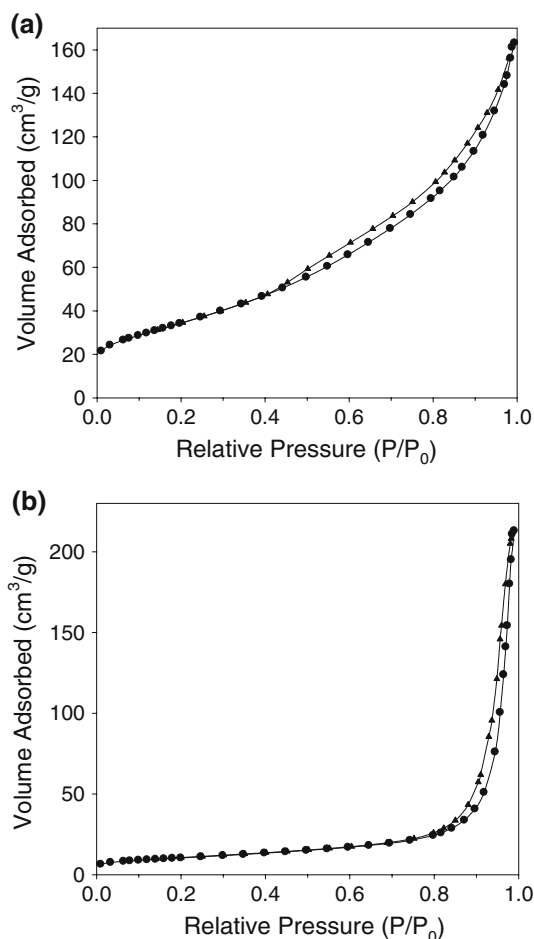 (a)
160
140
120
100
80
60
40
20
0
Volume Adsorbed (cm³/g)
0.0 0.2 0.4 0.6 0.8 1.0
Relative Pressure (P/P₀)
(b)
200
150
100
50
0
Volume Adsorbed (cm³/g)
0.0 0.2 0.4 0.6 0.8 1.0
Relative Pressure (P/P₀)